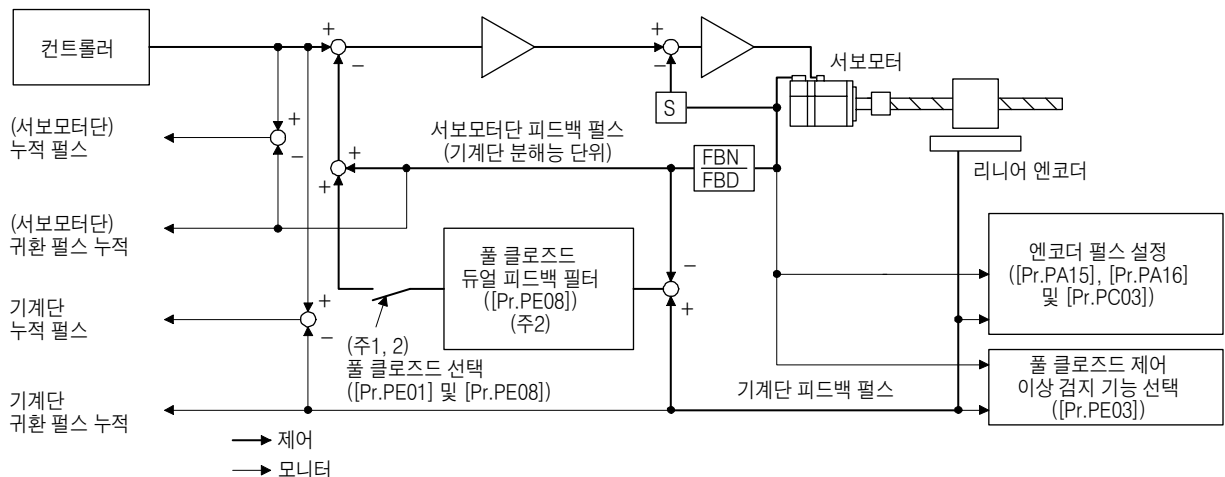 컨트롤러
+
−
+
−
서보모터
S
(서보모터단)
누적 펄스
+
−
서보모터단 피드백 펄스
(기계단 분해능 단위)
+
+
FBN
FBD
리니어 엔코더
(서보모터단)
귀환 펄스 누적
풀 클로즈드
듀얼 피드백 필터
([Pr.PE08])
(주2)
−
+
엔코더 펄스 설정
([Pr.PA15], [Pr.PA16]
및 [Pr.PC03])
기계단
누적 펄스
+
−
(주1, 2)
풀 클로즈드 선택
([Pr.PE01] 및 [Pr.PE08])
기계단 피드백 펄스
풀 클로즈드 제어
이상 검지 기능 선택
([Pr.PE03])
기계단
귀환 펄스 누적
제어
모니터